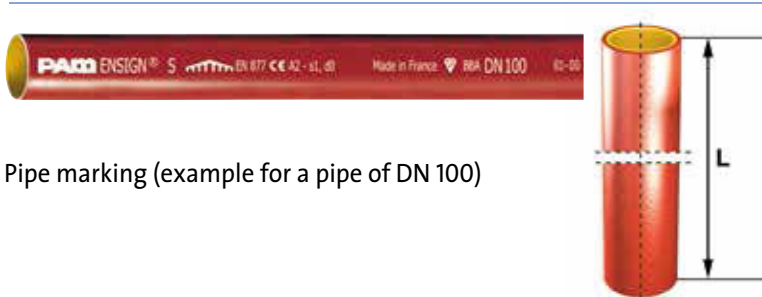 PAM ENSIGN® S EN 877 CE A2 - s1, d0 Made in France BBA DN 100
L
Pipe marking (example for a pipe of DN 100)